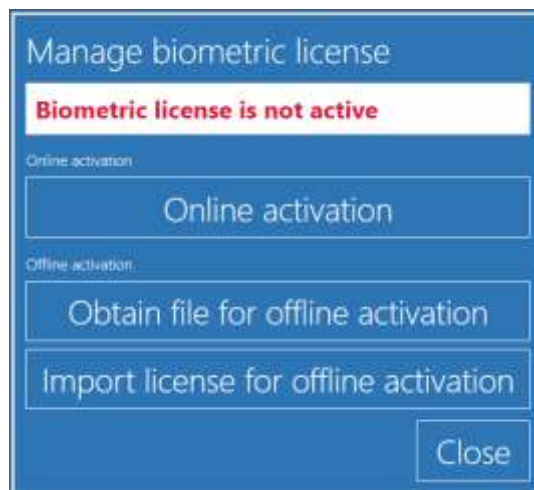 Manage biometric license
Biometric license is not active
Online activation
Online activation
Offline activation
Obtain file for offline activation
Import license for offline activation
Close